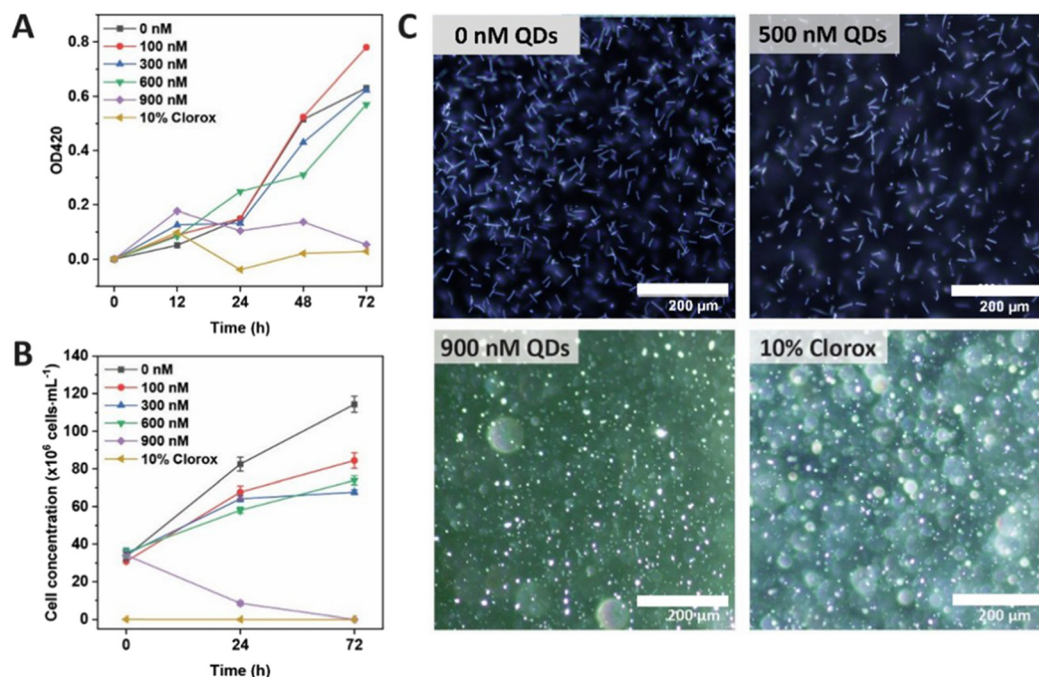 A
0 nM
100 nM
300 nM
600 nM
900 nM
10% Clorox
OD420
0.8
0.6
0.4
0.2
0.0
0 12 24 48 72
Time (h)
B
0 nM
100 nM
300 nM
600 nM
900 nM
10% Clorox
Cell concentration (x10⁶ cells·mL⁻¹)
140
120
100
80
60
40
20
0
0 24 72
Time (h)
C
0 nM QDs
200 µm
500 nM QDs
200 µm
900 nM QDs
200 µm
10% Clorox
200 µm